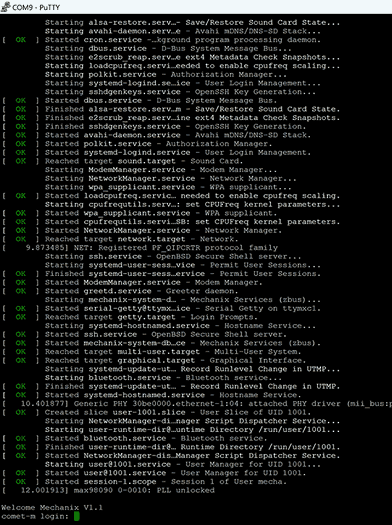 COM9 - PuTTY
Starting alsa-restore.serv…- Save/Restore Sound Card State...
Starting avahi-daemon.serv…e - Avahi mDNS/DNS-SD Stack...
[  OK  ] Started cron.service -…kground program processing daemon.
Starting dbus.service - D-Bus System Message Bus...
Starting e2scrub_reap.serv…e ext4 Metadata Check Snapshots...
Starting loadcpufreq.servi…eeded to enable cpufreq scaling...
Starting polkit.service - Authorization Manager...
Starting systemd-logind.se…ice - User Login Management...
Starting sshdgenkeys.service - OpenSSH Key Generation...
[  OK  ] Started dbus.service - D-Bus System Message Bus.
[  OK  ] Finished alsa-restore.serv…m - Save/Restore Sound Card State.
[  OK  ] Finished e2scrub_reap.serv…ine ext4 Metadata Check Snapshots.
[  OK  ] Finished sshdgenkeys.service - OpenSSH Key Generation.
[  OK  ] Started avahi-daemon.service - Avahi mDNS/DNS-SD Stack.
[  OK  ] Started polkit.service - Authorization Manager.
[  OK  ] Started systemd-logind.service - User Login Management.
[  OK  ] Reached target sound.target - Sound Card.
Starting ModemManager.service - Modem Manager...
Starting NetworkManager.service - Network Manager...
Starting wpa_supplicant.service - WPA supplicant...
[  OK  ] Started loadcpufreq.servic… needed to enable cpufreq scaling.
Starting cpufrequtils.serv…: set CPUFreq kernel parameters...
[  OK  ] Started wpa_supplicant.service - WPA supplicant.
[  OK  ] Started cpufrequtils.servi…SB: set CPUFreq kernel parameters.
[  OK  ] Started NetworkManager.service - Network Manager.
[  OK  ] Reached target network.target - Network.
[    9.873485] NET: Registered PF_QIPCRTR protocol family
Starting ssh.service - OpenBSD Secure Shell server...
Starting systemd-user-sess…vice - Permit User Sessions...
[  OK  ] Finished systemd-user-sess…ervice - Permit User Sessions.
[  OK  ] Started ModemManager.service - Modem Manager.
[  OK  ] Started greetd.service - Greeter daemon.
Starting mechanix-system-d… - Mechanix Services (zbus)...
[  OK  ] Started serial-getty@ttymx…ice - Serial Getty on ttymxc1.
[  OK  ] Reached target getty.target - Login Prompts.
Starting systemd-hostnamed.service - Hostname Service...
[  OK  ] Started ssh.service - OpenBSD Secure Shell server.
[  OK  ] Started mechanix-system-db…ce - Mechanix Services (zbus).
[  OK  ] Reached target multi-user.target - Multi-User System.
[  OK  ] Reached target graphical.target - Graphical Interface.
Starting systemd-update-ut… - Record Runlevel Change in UTMP...
Starting bluetooth.service - Bluetooth service...
[  OK  ] Finished systemd-update-ut… - Record Runlevel Change in UTMP.
[  OK  ] Started systemd-hostnamed.service - Hostname Service.
[   10.401877] Generic PHY 30be0000.ethernet-1:04: attached PHY driver (mii_bus:p
[  OK  ] Created slice user-1001.slice - User Slice of UID 1001.
Starting NetworkManager-di…nager Script Dispatcher Service...
Starting user-runtime-dir@…untime Directory /run/user/1001...
[  OK  ] Started bluetooth.service - Bluetooth service.
[  OK  ] Finished user-runtime-dir@… Runtime Directory /run/user/1001.
[  OK  ] Started NetworkManager-dis…Manager Script Dispatcher Service.
Starting user@1001.service - User Manager for UID 1001...
[  OK  ] Started user@1001.service - User Manager for UID 1001.
[  OK  ] Started session-1.scope - Session 1 of User mecha.
[   12.001913] max98090 0-0010: PLL unlocked
Welcome Mechanix V1.1
comet-m login: